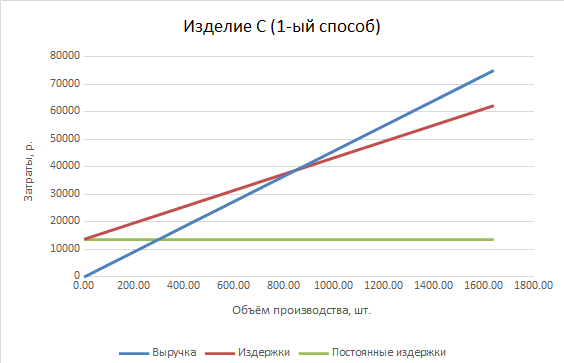 Изделие С (1-ый способ)
Затраты, р.
80000
70000
60000
50000
40000
30000
20000
10000
0
0.00 200.00 400.00 600.00 800.00 1000.00 1200.00 1400.00 1600.00 1800.00
Объём производства, шт.
Выручка Издержки Постоянные издержки